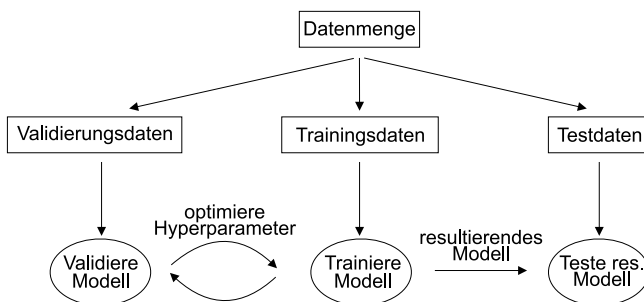 Datenmenge
Validierungsdaten
Trainingsdaten
Testdaten
optimiere
Hyperparameter
resultierendes
Modell
Validiere
Modell
Trainiere
Modell
Teste res.
Modell